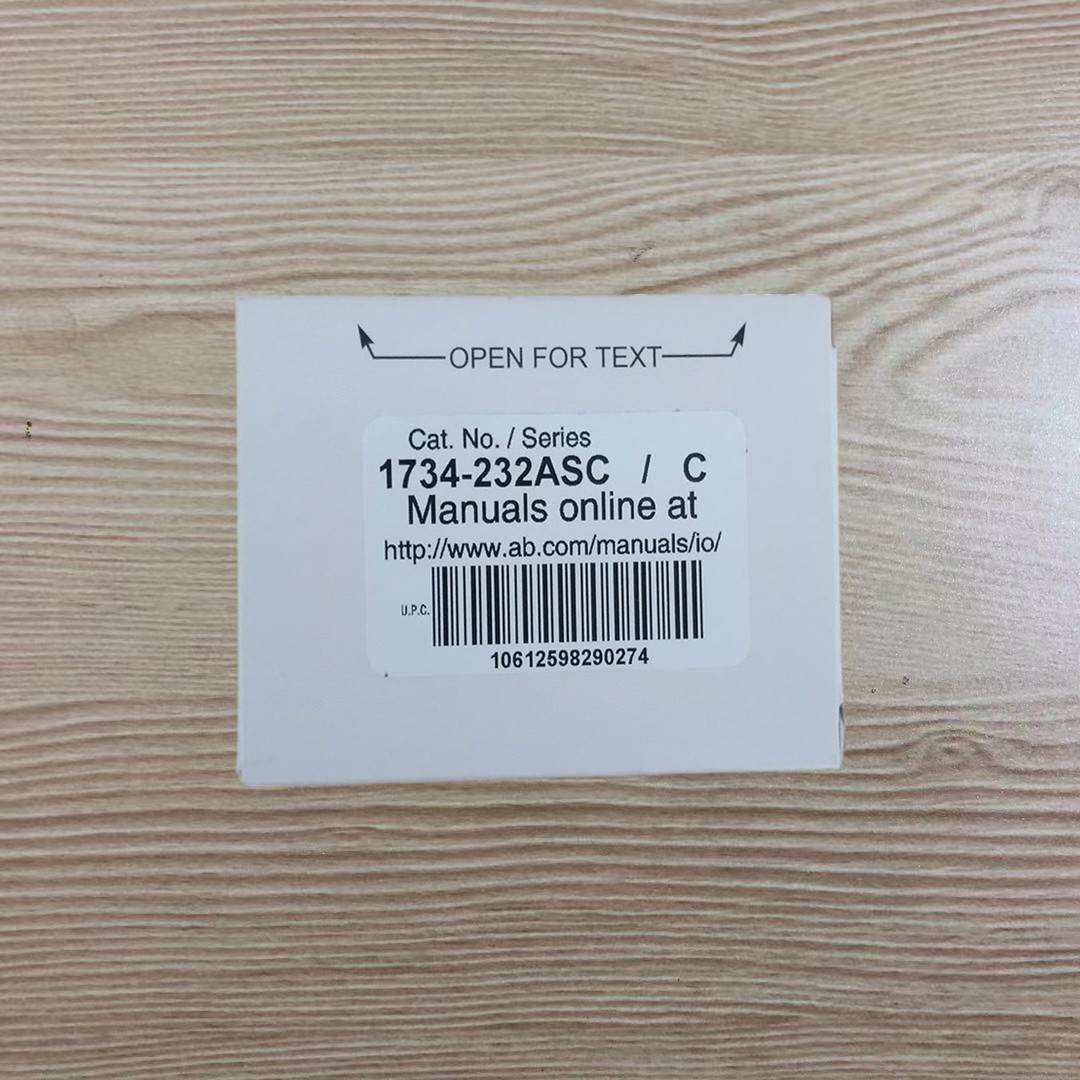 OPEN FOR TEXT
Cat. No. / Series
1734-232ASC / C
Manuals online at
http://www.ab.com/manuals/io/
U.P.C.
10612598290274